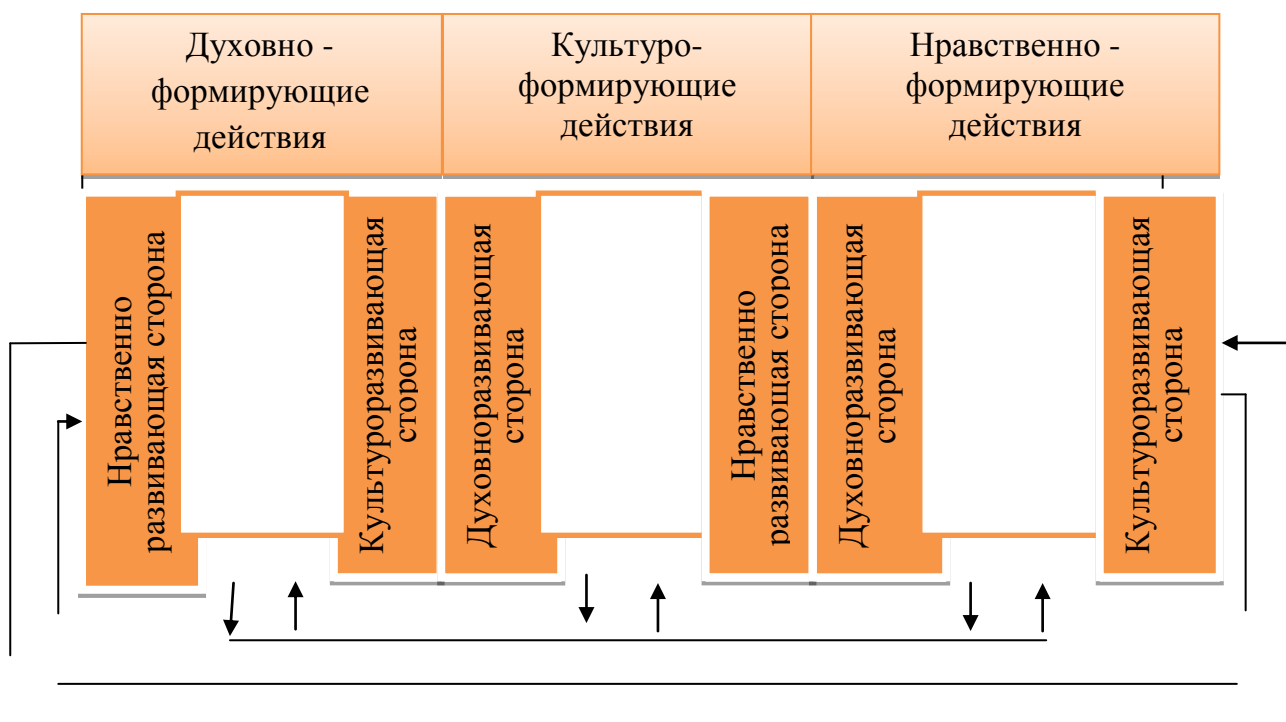 Духовно -
формирующие
действия
Культуро-
формирующие
действия
Нравственно -
формирующие
действия
Нравственно
развивающая сторона
Культуроразвивающая
сторона
Духовноразвивающая
сторона
Нравственно
развивающая сторона
Духовноразвивающая
сторона
Культуроразвивающая
сторона